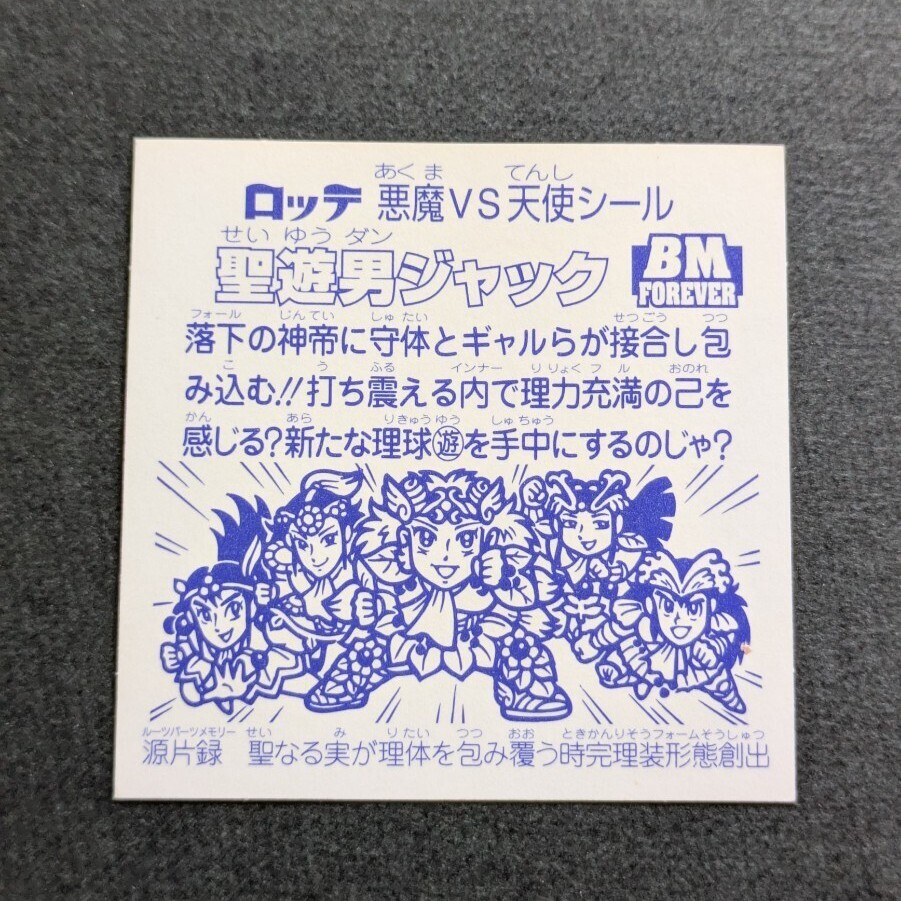 あくま てんし
ロッテ 悪魔VS天使シール
せいゆうダン
聖遊男ジャック
BM
FOREVER
フォール じんてい しゅたい せつごう つつ
落下の神帝に守体とギャルらが接合し包
こ う ふる インナー りりょくフル おのれ
み込む!!打ち震える内で理力充満の己を
かん あら りきゅうゆう しゅちゅう
感じる?新たな理球遊を手中にするのじゃ?
ルーツパーツメモリー せい み りたい つつ おお ときかんりそうフォームそうしゅつ
源片録 聖なる実が理体を包み覆う時完理装形態創出